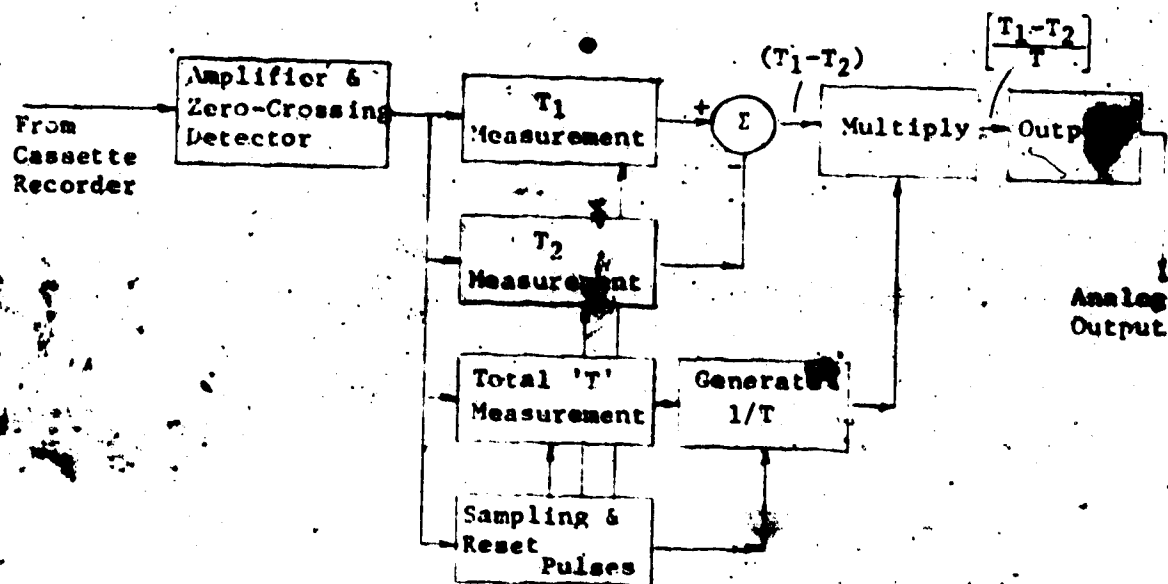 From
Cassette
Recorder
Amplifier &
Zero-Crossing
Detector
T1
Measurement
T2
Measurement
Total 'T'
Measurement
Sampling &
Reset
Pulses
Generate
1/T
+
Σ
-
(T1-T2)
Multiply
[T1-T2
T]
Analog
Output